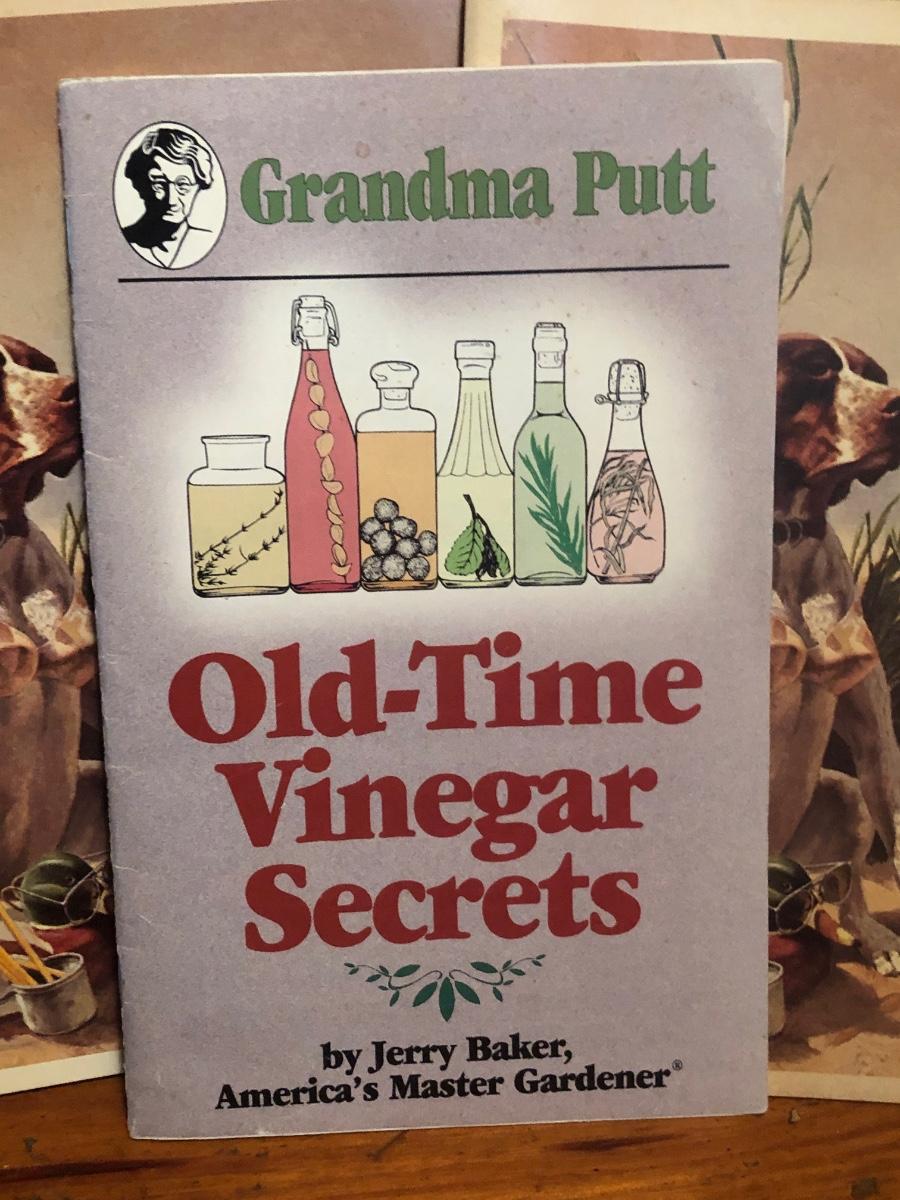 Grandma Putt
Old-Time
Vinegar
Secrets
by Jerry Baker,
America's Master Gardener®